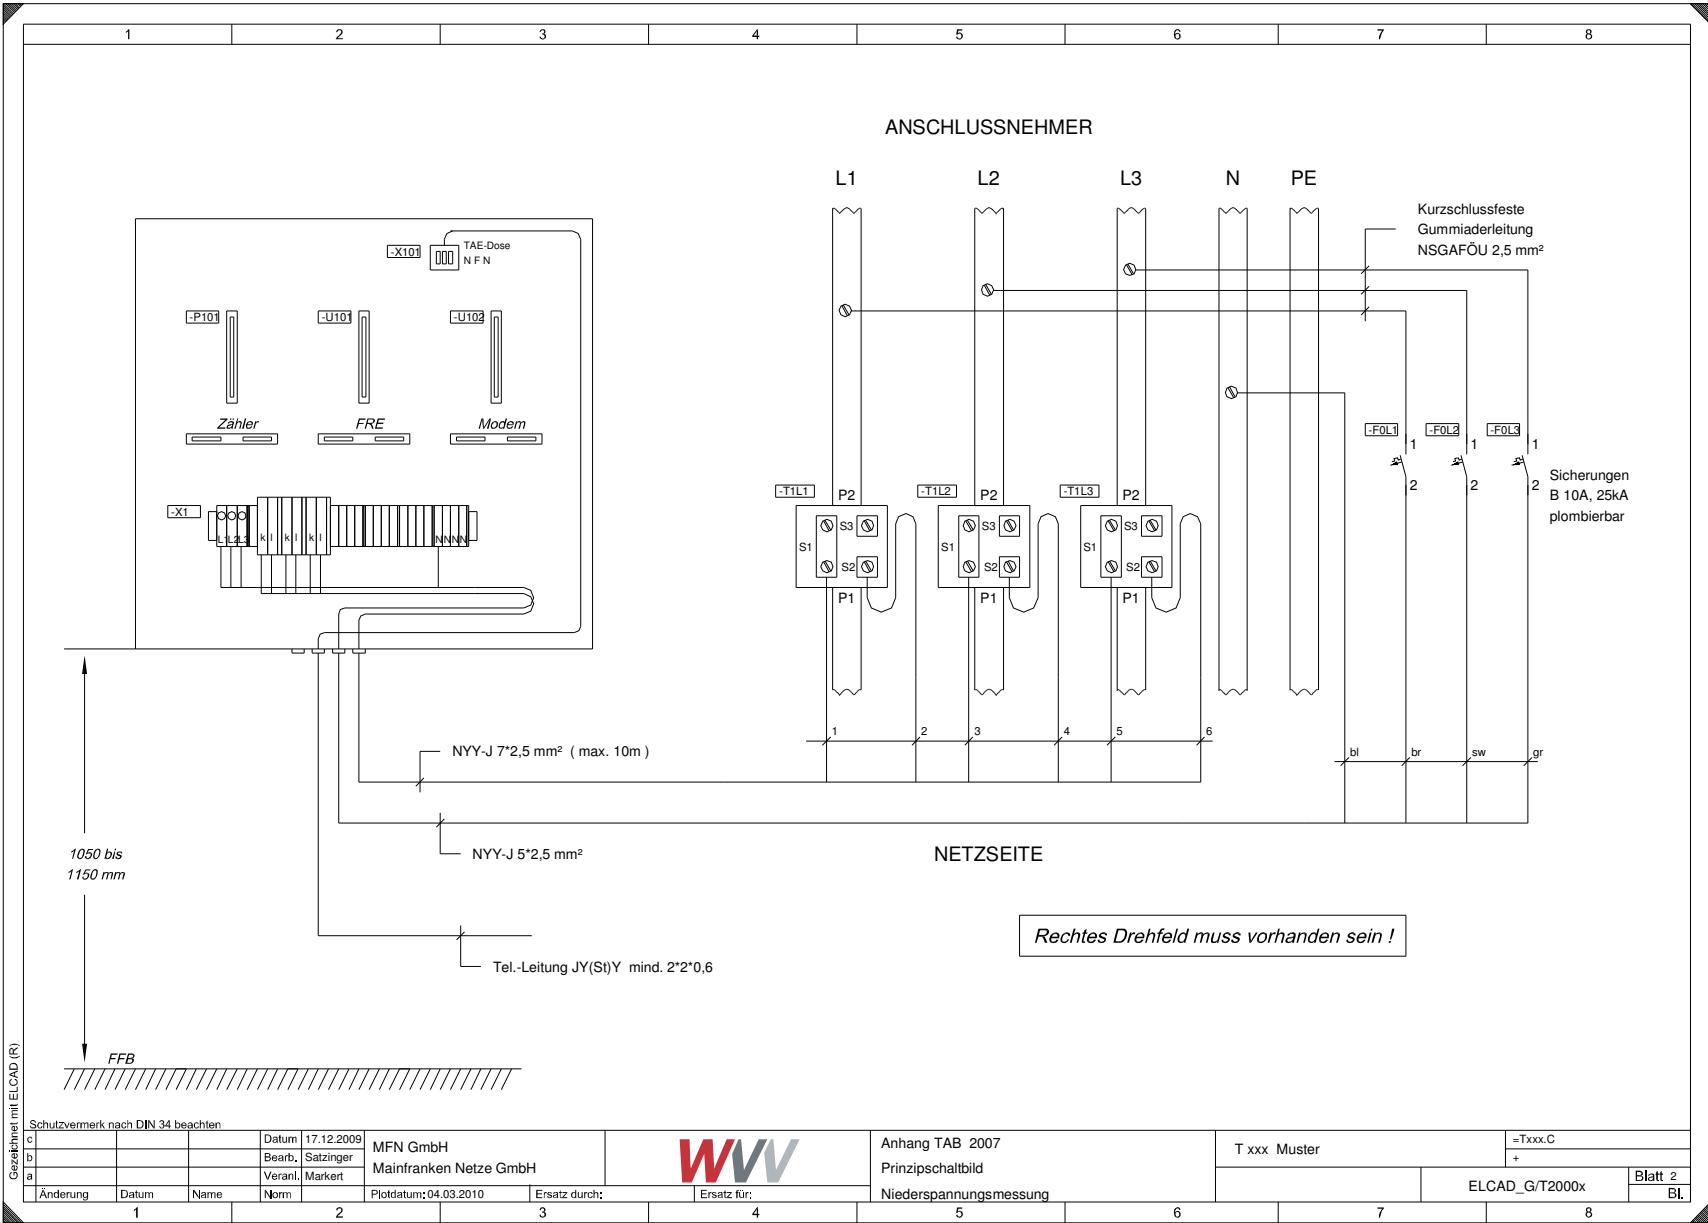 1 2 3 4 5 6 7 8
ANSCHLUSSNEHMER
L1 L2 L3 N PE
Kurzschlussfeste
Gummiaderleitung
NSGAFÖU 2,5 mm²
-X101
TAE-Dose
N F N
-P101
-U101
-U102
Zähler
FRE
Modem
-X1
L1 L2 L3 k l k l k l N N N N
-F0L1
-F0L2
-F0L3
1 1 1
2 2 2
Sicherungen
B 10A, 25kA
plombierbar
-T1L1
P2
-T1L2
P2
-T1L3
P2
S1 S3 S2
S1 S3 S2
S1 S3 S2
P1 P1 P1
1 2 3 4 5 6
bl br sw gr
NYY-J 7*2,5 mm² ( max. 10m )
NYY-J 5*2,5 mm²
NETZSEITE
1050 bis
1150 mm
Rechtes Drehfeld muss vorhanden sein !
Tel.-Leitung JY(St)Y mind. 2*2*0,6
FFB
Gezeichnet mit ELCAD (R)
Schutzvermerk nach DIN 34 beachten
c
b
a
Änderung Datum Name
Datum 17.12.2009
Bearb. Satzinger
Veranl. Markert
Norm
MFN GmbH
Mainfranken Netze GmbH
Plotdatum: 04.03.2010
Ersatz durch:
Ersatz für:
WVV
Anhang TAB 2007
Prinzipschaltbild
Niederspannungsmessung
T xxx Muster
=Txxx.C
+
ELCAD_G/T2000x
Blatt 2
Bl.
1 2 3 4 5 6 7 8